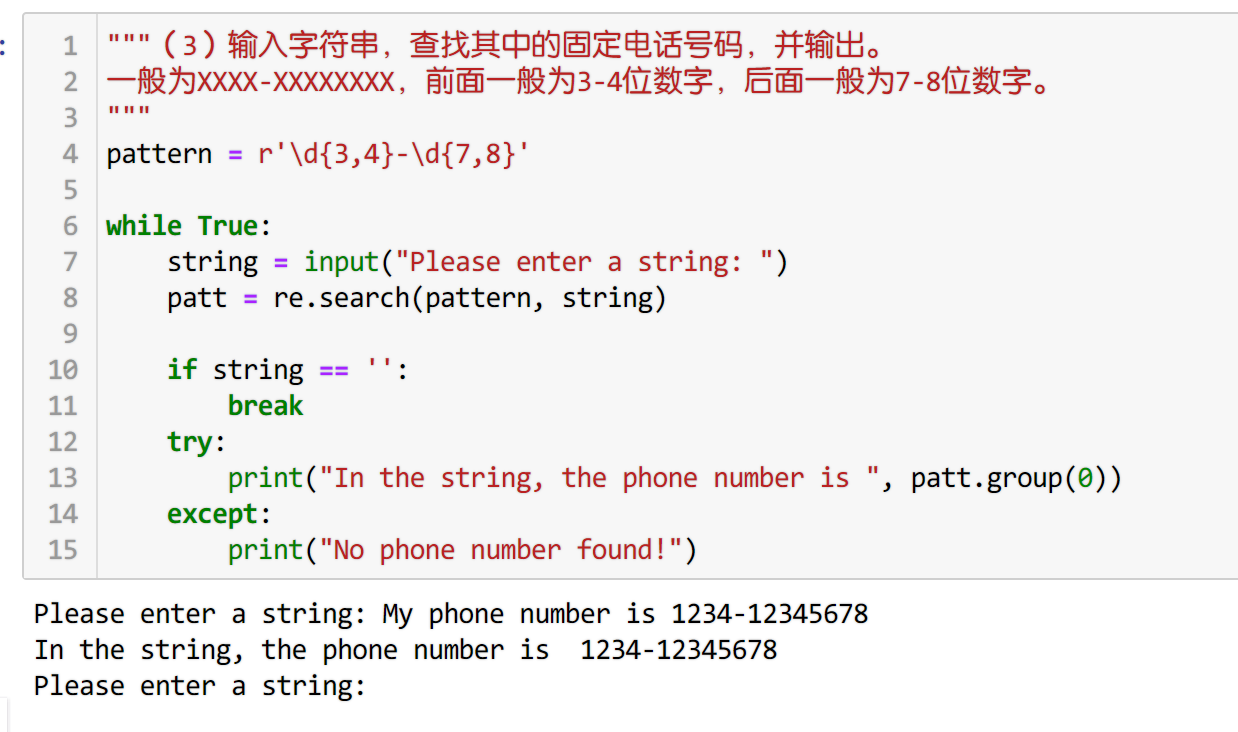 :
1 """（3）输入字符串，查找其中的固定电话号码，并输出。
2 一般为XXXX-XXXXXXXX，前面一般为3-4位数字，后面一般为7-8位数字。
3 """
4 pattern = r'\d{3,4}-\d{7,8}'
5
6 while True:
7     string = input("Please enter a string: ")
8     patt = re.search(pattern, string)
9
10     if string == '':
11         break
12     try:
13         print("In the string, the phone number is ", patt.group(0))
14     except:
15         print("No phone number found!")
Please enter a string: My phone number is 1234-12345678
In the string, the phone number is  1234-12345678
Please enter a string: